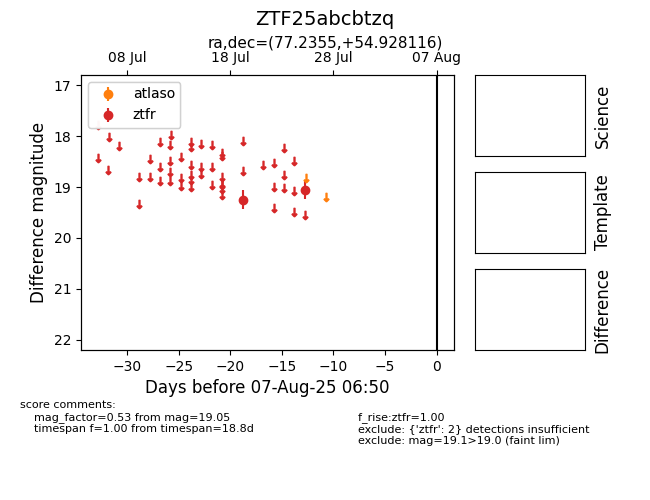 ZTF25abcbtzq
ra,dec=(77.2355,+54.928116)
08 Jul 18 Jul 28 Jul 07 Aug
atlaso
ztfr
17
18
19
20
21
22
Difference magnitude
−30 −25 −20 −15 −10 −5 0
Days before 07-Aug-25 06:50
Science
Template
Difference
score comments:
mag_factor=0.53 from mag=19.05
timespan f=1.00 from timespan=18.8d
f_rise:ztfr=1.00
exclude: {'ztfr': 2} detections insufficient
exclude: mag=19.1>19.0 (faint lim)